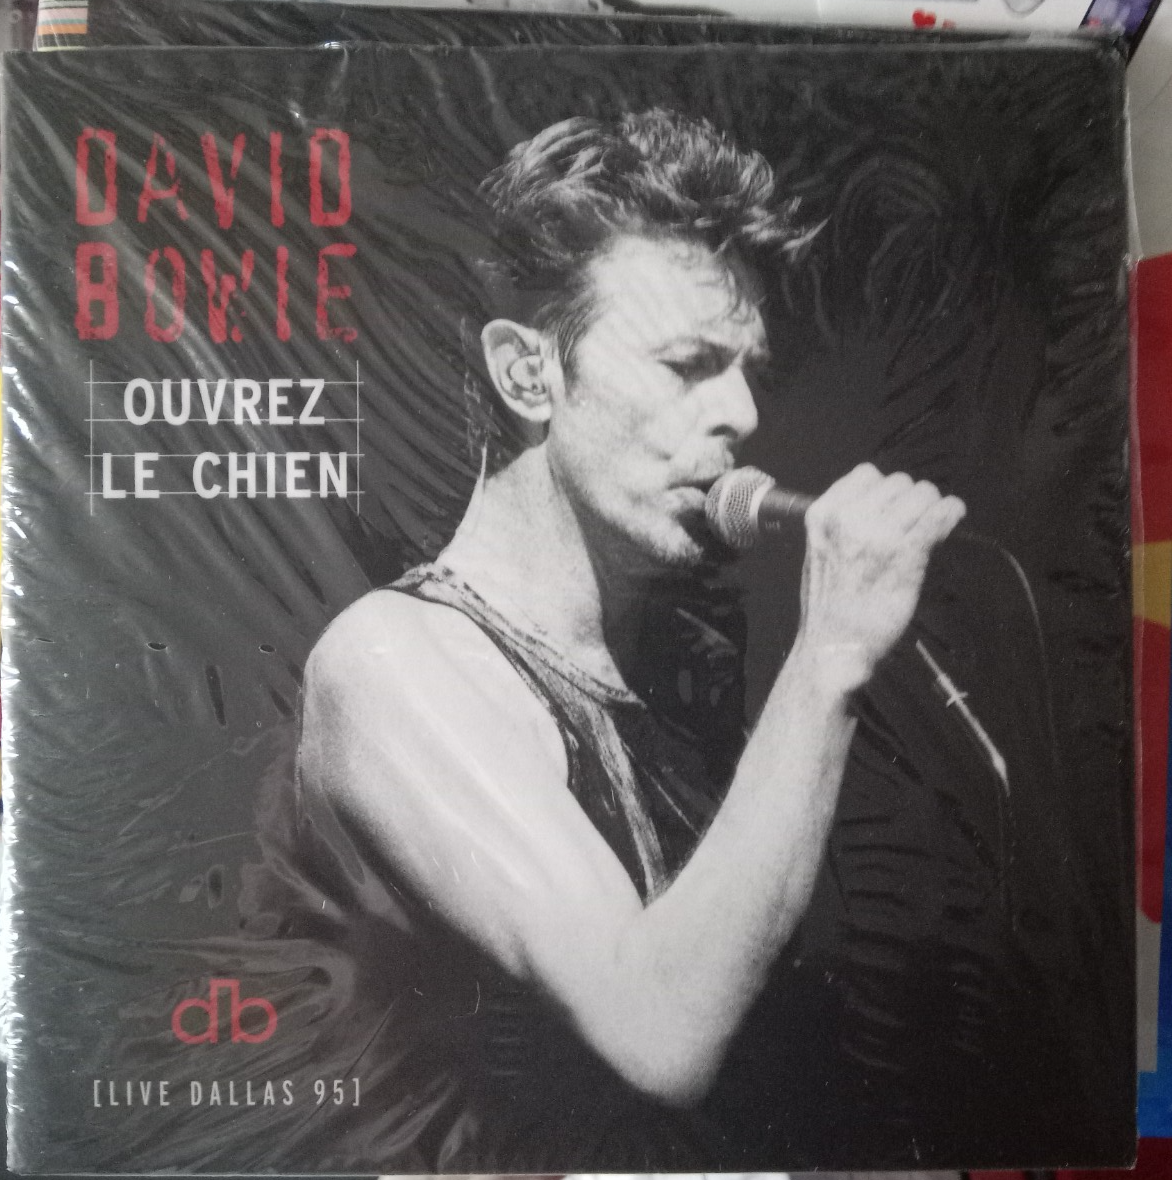 DAVID
BOWIE
OUVREZ
LE CHIEN
db
[LIVE DALLAS 95]